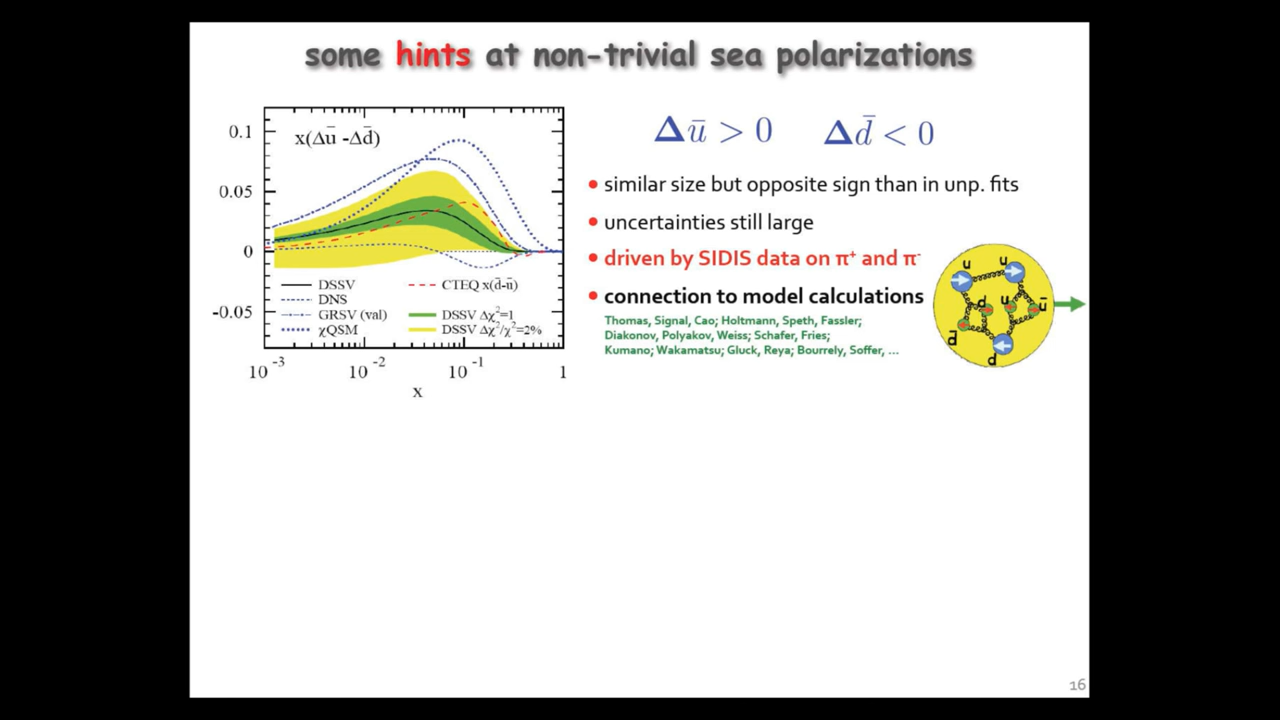 some hints at non-trivial sea polarizations
x(Δū -Δd̄)
0.1
0.05
0
-0.05
DSSV
DNS
GRSV (val)
χQSM
CTEQ x(d̄-ū)
DSSV Δχ²=1
DSSV Δχ²/χ²=2%
10⁻³ 10⁻² 10⁻¹ 1
x
Δū > 0 Δd̄ < 0
• similar size but opposite sign than in unp. fits
• uncertainties still large
• driven by SIDIS data on π⁺ and π⁻
• connection to model calculations
Thomas, Signal, Cao; Holtmann, Speth, Fassler;
Diakonov, Polyakov, Weiss; Schafer, Fries;
Kumano; Wakamatsu; Gluck, Reya; Bourrely, Soffer, ...
u u
d u ū
d̄
d
16